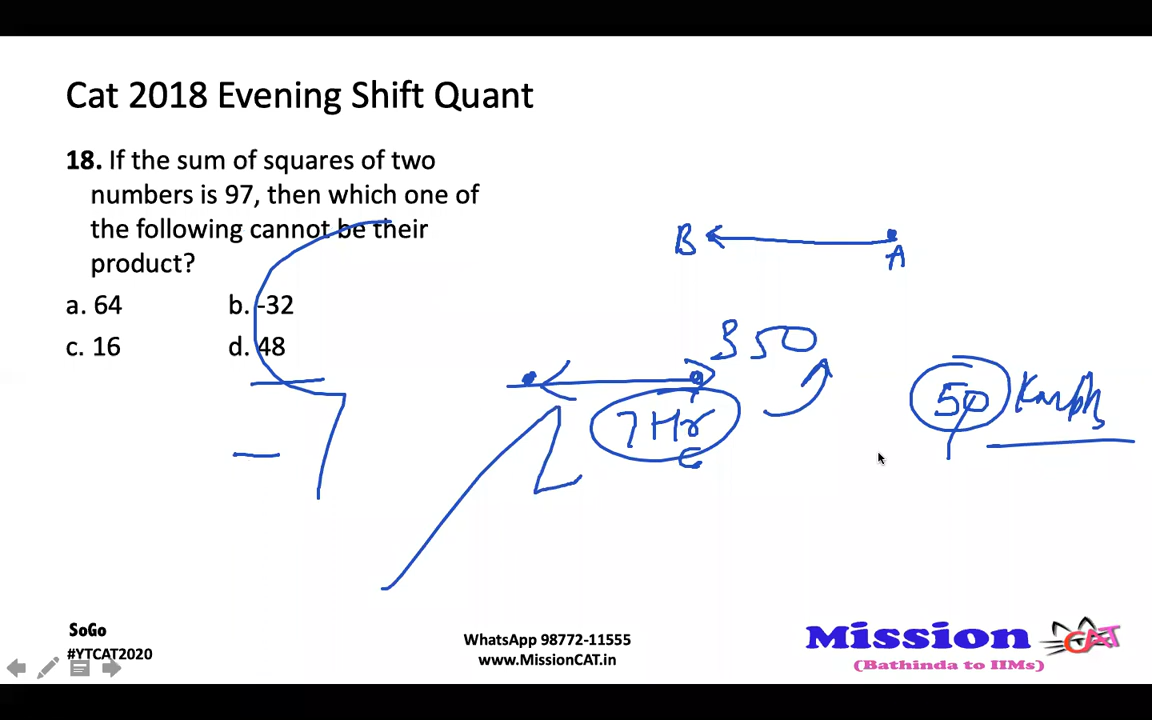 Cat 2018 Evening Shift Quant
18. If the sum of squares of two
numbers is 97, then which one of
the following cannot be their
product?
a. 64 b. -32
c. 16 d. 48
B A
350
7 Hr
50 Kmph
SoGo
#YTCAT2020
WhatsApp 98772-11555
www.MissionCAT.in
Mission CAT
(Bathinda to IIMs)